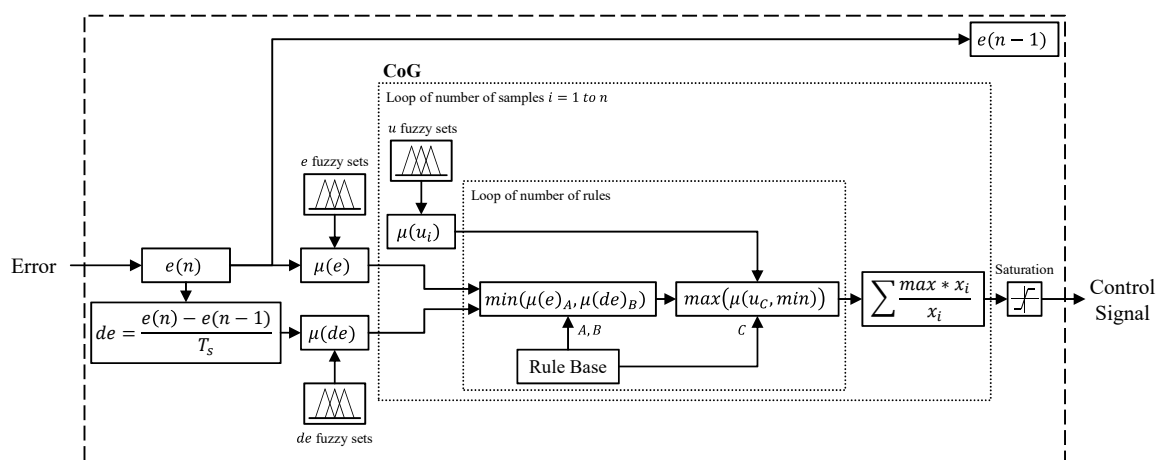 e(n − 1)
CoG
Loop of number of samples i = 1 to n
u fuzzy sets
e fuzzy sets
Loop of number of rules
μ(u_i)
Error
e(n)
μ(e)
min(μ(e)_A, μ(de)_B)
max(μ(u_C, min))
∑ (max * x_i) / x_i
Saturation
Control
Signal
de = (e(n) − e(n − 1)) / T_s
μ(de)
A, B
C
Rule Base
de fuzzy sets